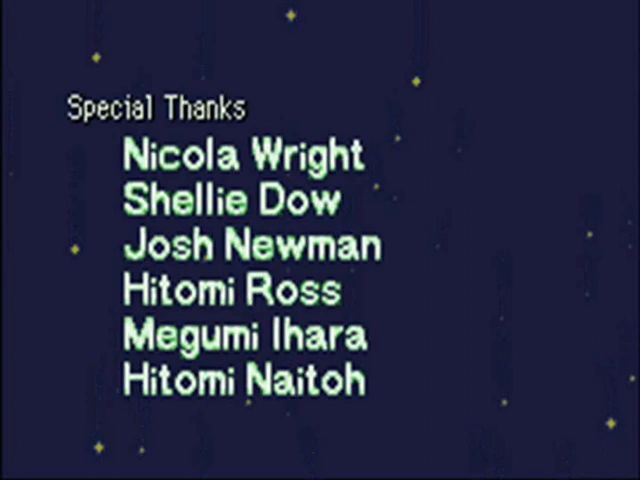 Special Thanks
Nicola Wright
Shellie Dow
Josh Newman
Hitomi Ross
Megumi Ihara
Hitomi Naitoh